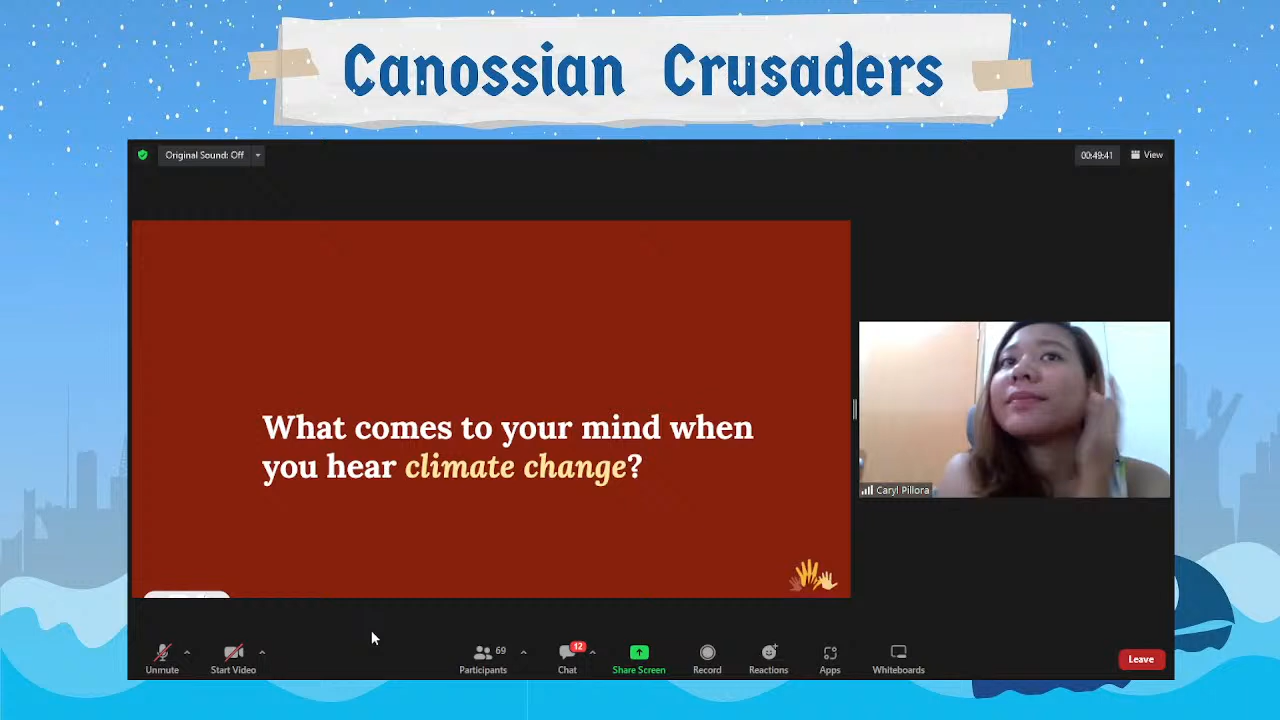 Canossian Crusaders
Original Sound: Off
00:49:41
View
What comes to your mind when
you hear climate change?
Caryl Pillora
Unmute
Start Video
69
Participants
12
Chat
Share Screen
Record
Reactions
Apps
Whiteboards
Leave